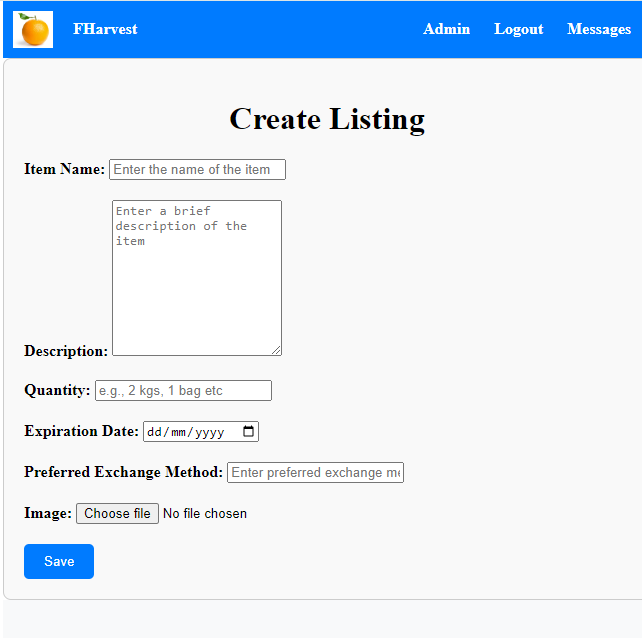 FHarvest Admin Logout Messages
Create Listing
Item Name: Enter the name of the item
Enter a brief
description of the
item
Description:
Quantity: e.g., 2 kgs, 1 bag etc
Expiration Date: dd/mm/yyyy
Preferred Exchange Method: Enter preferred exchange me
Image: Choose file No file chosen
Save